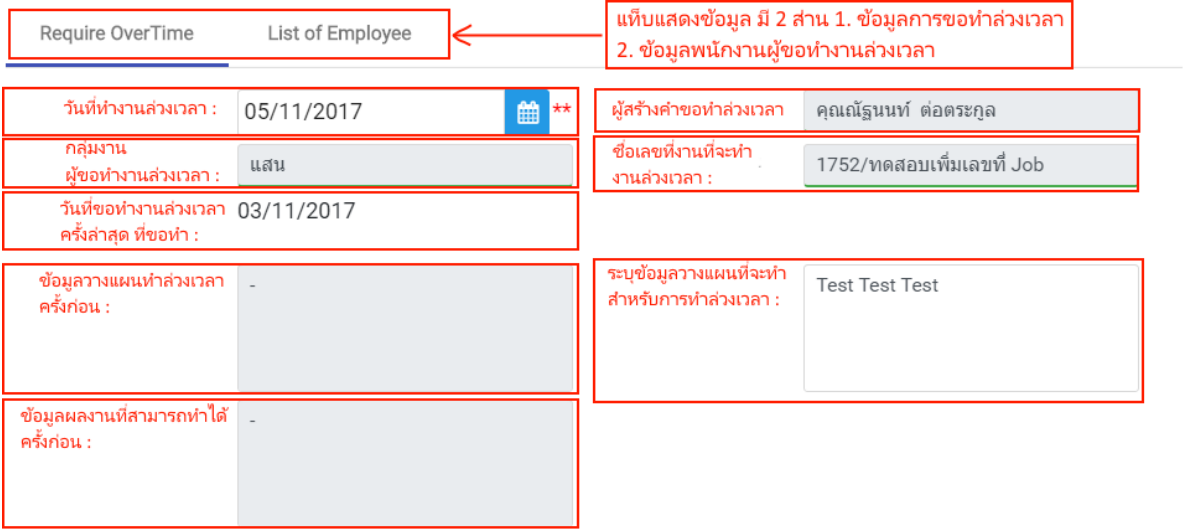 Require OverTime
List of Employee
แท็บแสดงข้อมูล มี 2 ส่าน 1. ข้อมูลการขอทำล่วงเวลา
2. ข้อมูลพนักงานผู้ขอทำงานล่วงเวลา
วันที่ทำงานล่วงเวลา :
05/11/2017
**
ผู้สร้างคำขอทำล่วงเวลา
คุณณัฐนนท์ ต่อตระกูล
กลุ่มงาน
ผู้ขอทำงานล่วงเวลา :
แสน
ชื่อเลขที่งานที่จะทำ
งานล่วงเวลา :
1752/ทดสอบเพิ่มเลขที่ Job
วันที่ขอทำงานล่วงเวลา
ครั้งล่าสุด ที่ขอทำ :
03/11/2017
ข้อมูลวางแผนทำล่วงเวลา
ครั้งก่อน :
-
ระบุข้อมูลวางแผนที่จะทำ
สำหรับการทำล่วงเวลา :
Test Test Test
ข้อมูลผลงานที่สามารถทำได้
ครั้งก่อน :
-